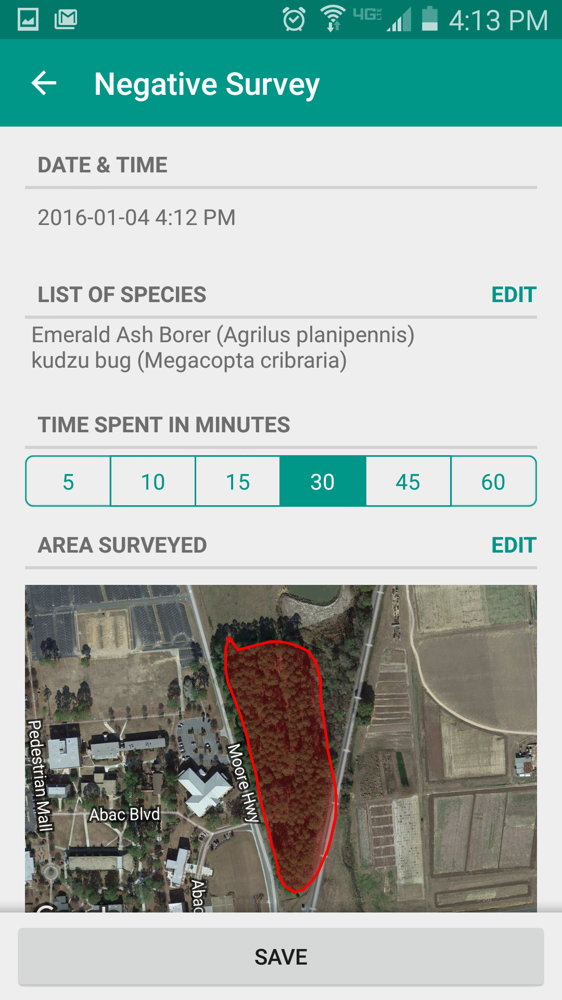 4G LTE 4:13 PM
Negative Survey
DATE & TIME
2016-01-04 4:12 PM
LIST OF SPECIES EDIT
Emerald Ash Borer (Agrilus planipennis)
kudzu bug (Megacopta cribraria)
TIME SPENT IN MINUTES
5 10 15 30 45 60
AREA SURVEYED EDIT
Pedestrian Mall
Moore Hwy
Abac Blvd
Abac
SAVE